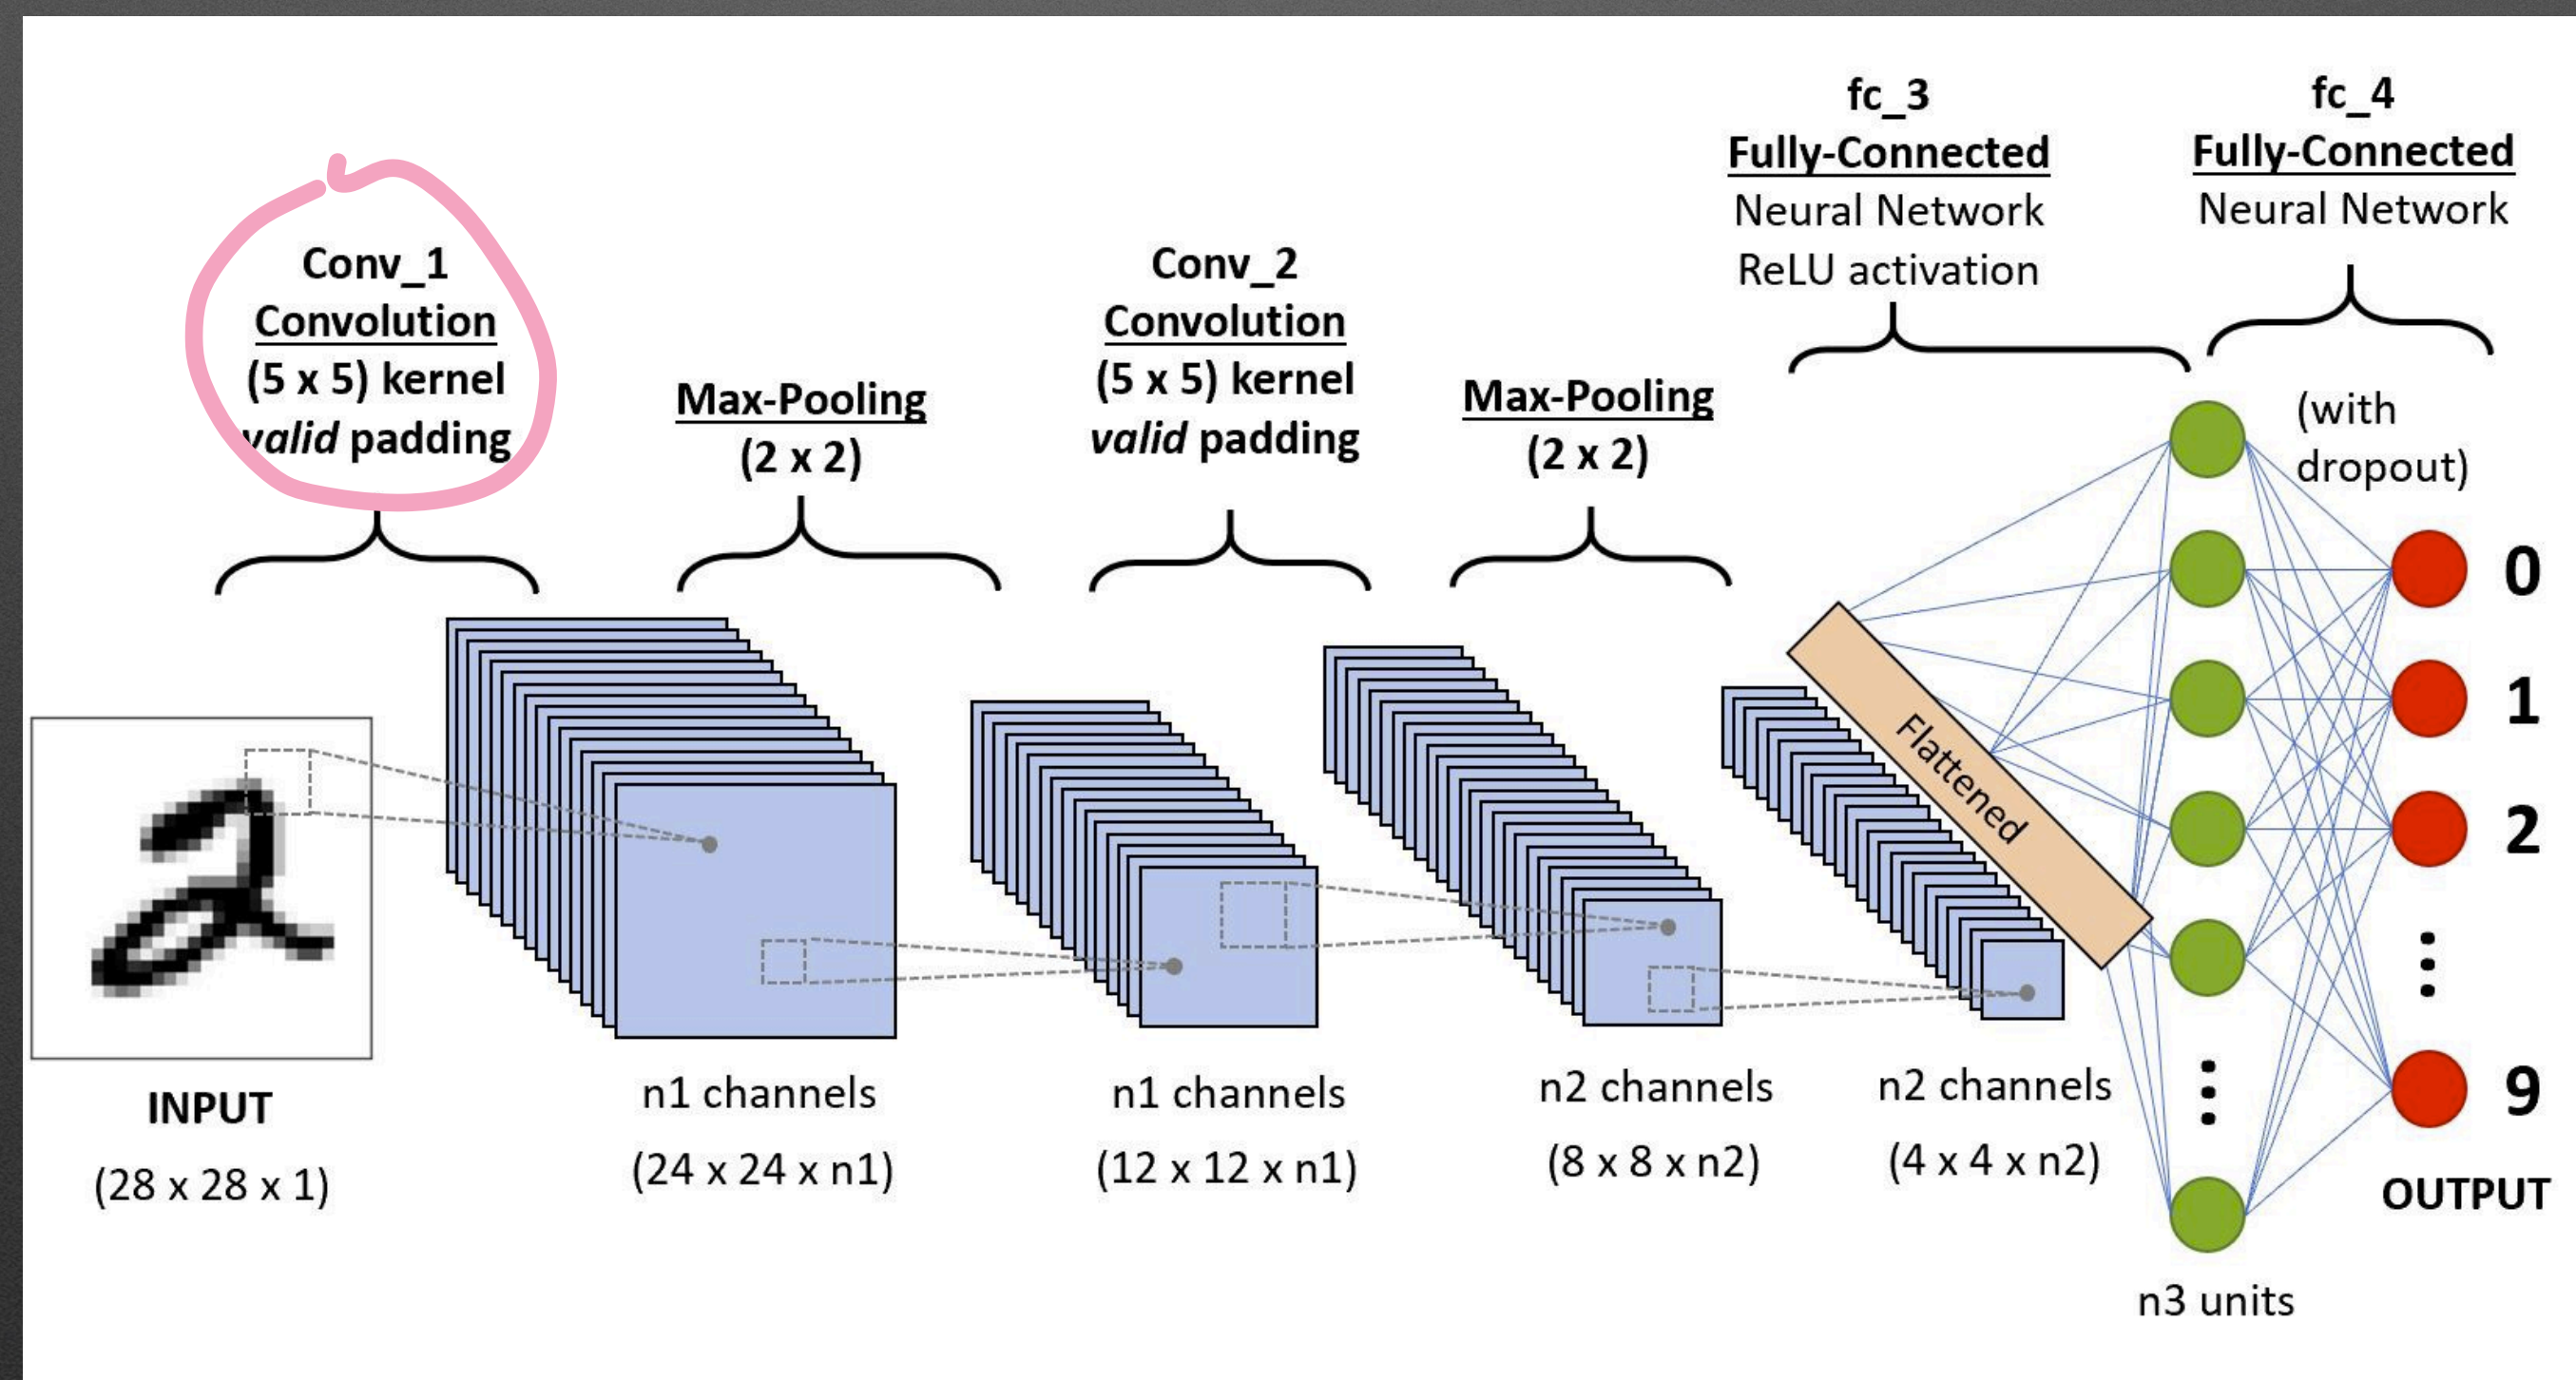 Conv_1
Convolution
(5 x 5) kernel
valid padding
Max-Pooling
(2 x 2)
Conv_2
Convolution
(5 x 5) kernel
valid padding
Max-Pooling
(2 x 2)
fc_3
Fully-Connected
Neural Network
ReLU activation
fc_4
Fully-Connected
Neural Network
(with
dropout)
INPUT
(28 x 28 x 1)
n1 channels
(24 x 24 x n1)
n1 channels
(12 x 12 x n1)
n2 channels
(8 x 8 x n2)
n2 channels
(4 x 4 x n2)
Flattened
n3 units
0
1
2
9
OUTPUT